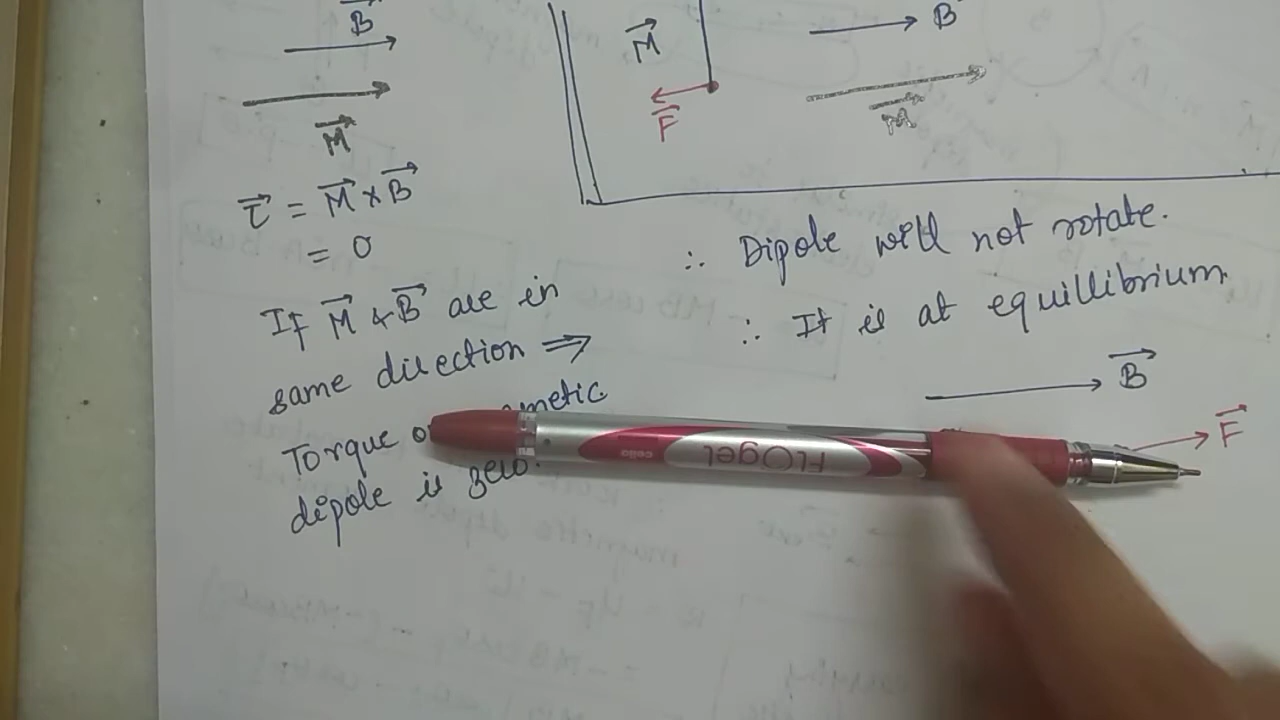 B
M
τ = M × B
= 0
If M & B are in
same direction ⇒
Torque
dipole is zero.
M
F
B
M
∴ Dipole will not rotate.
∴ It is at equillibrium.
B
F
FLOgel
cello